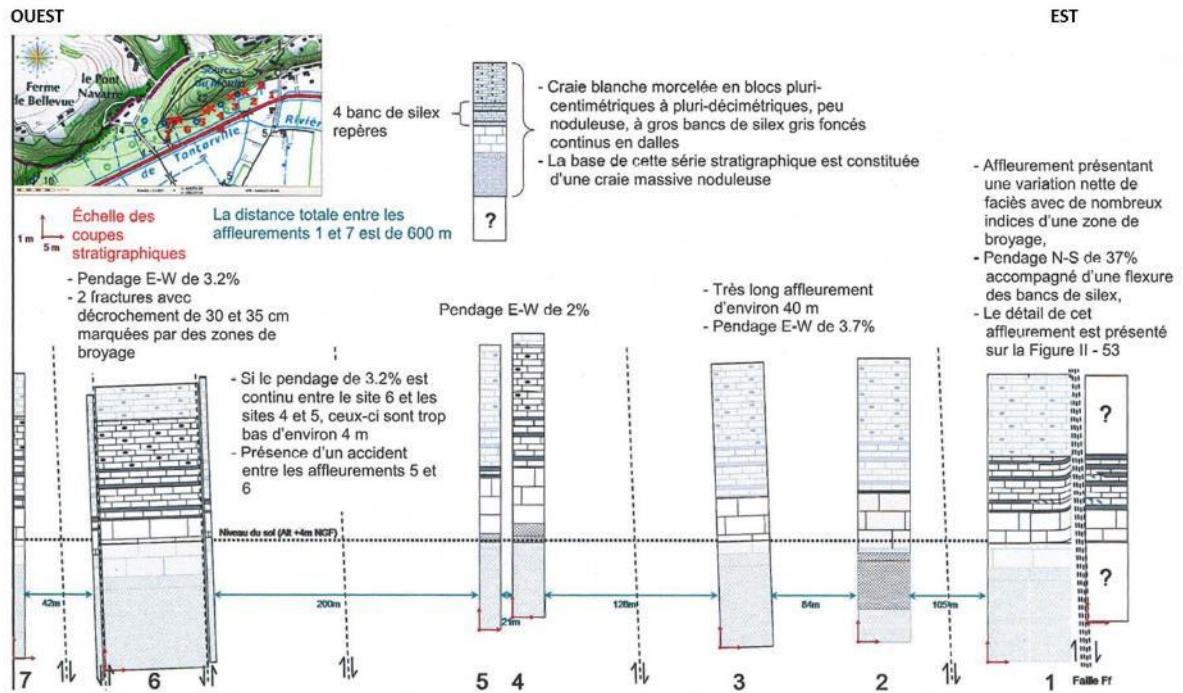 OUEST
EST
Ferme
de Bellevue
le Pont
Navarre
Sources
du Moulin
Tancarville
de
Rivière
14
5
10
4 banc de silex
repères
- Craie blanche morcelée en blocs pluri-
centimétriques à pluri-décimétriques, peu
noduleuse, à gros bancs de silex gris foncés
continus en dalles
- La base de cette série stratigraphique est constituée
d'une craie massive noduleuse
?
1 m
5 m
Échelle des
coupes
stratigraphiques
La distance totale entre les
affleurements 1 et 7 est de 600 m
- Affleurement présentant
une variation nette de
faciès avec de nombreux
indices d'une zone de
broyage,
- Pendage N-S de 37%
accompagné d'une flexure
des bancs de silex,
- Le détail de cet
affleurement est présenté
sur la Figure II - 53
- Pendage E-W de 3.2%
- 2 fractures avec
décrochement de 30 et 35 cm
marquées par des zones de
broyage
- Si le pendage de 3.2% est
continu entre le site 6 et les
sites 4 et 5, ceux-ci sont trop
bas d'environ 4 m
- Présence d'un accident
entre les affleurements 5 et
6
Pendage E-W de 2%
- Très long affleurement
d'environ 40 m
- Pendage E-W de 3.7%
?
Niveau du sol (Alt +4m NGF)
?
42m
200m
21m
128m
84m
105m
7
6
5
4
3
2
1
Faille Ff